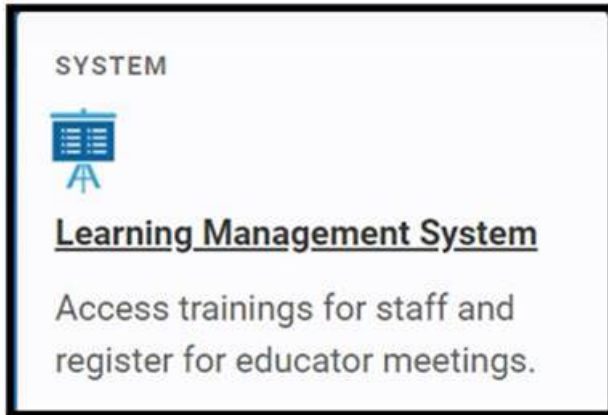 SYSTEM
Learning Management System
Access trainings for staff and
register for educator meetings.